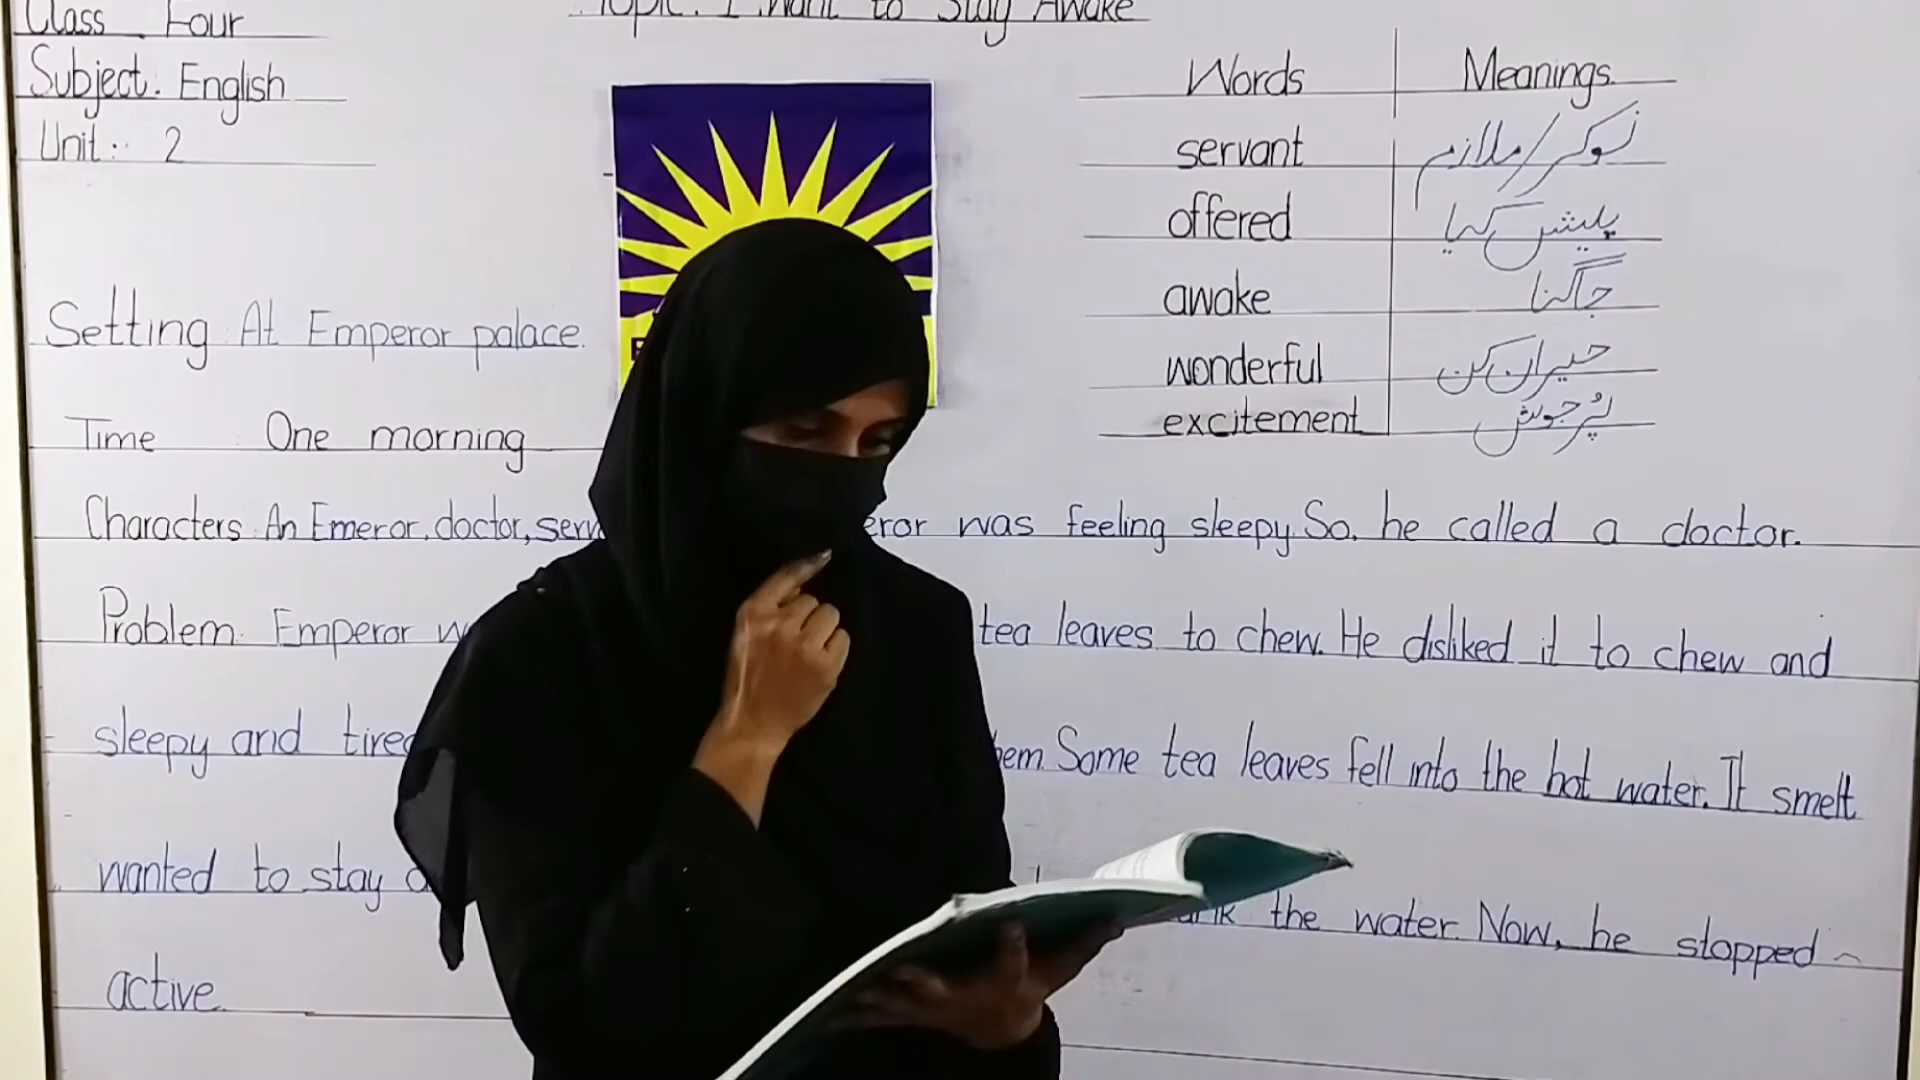 Class . Four
Topic. I want to Stay Awake
Subject. English
Unit: 2
Words Meanings.
servant نوکر/ملازم
offered پیش کیا
awake جاگنا
wonderful حیران کن
excitement پُرجوش
Setting At Emperor palace.
Time One morning
Characters An Emeror, doctor, was feeling sleepy. So, he called a doctor.
Problem. Emperor tea leaves to chew. He disliked it to chew and
sleepy and Some tea leaves fell into the hot water. It smelt
wanted to stay the water. Now, he stopped
active.